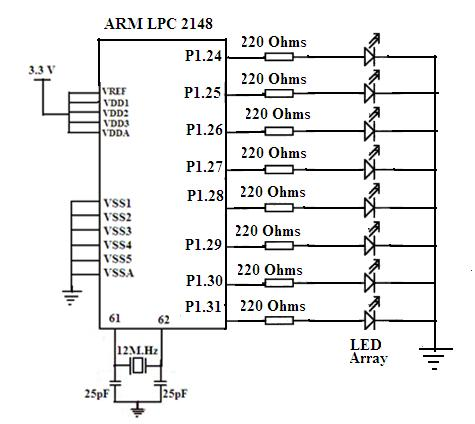 ARM LPC 2148
3.3 V
VREF
VDD1
VDD2
VDD3
VDDA
VSS1
VSS2
VSS3
VSS4
VSS5
VSSA
P1.24
220 Ohms
P1.25
220 Ohms
P1.26
220 Ohms
P1.27
220 Ohms
P1.28
220 Ohms
P1.29
220 Ohms
P1.30
220 Ohms
P1.31
220 Ohms
61
62
12M.Hz
25pF
25pF
LED
Array